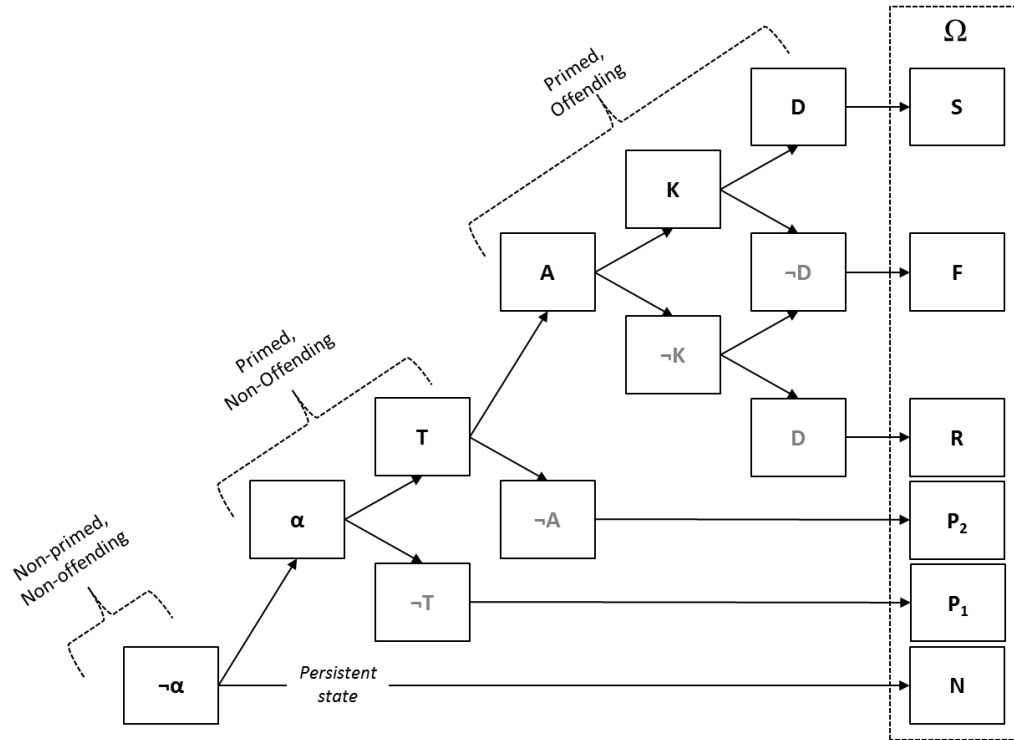 Ω
Primed,
Offending
D
S
K
A
¬D
F
Primed,
Non-Offending
¬K
T
D
R
α
¬A
P₂
Non-primed,
Non-offending
¬T
P₁
¬α
Persistent
state
N